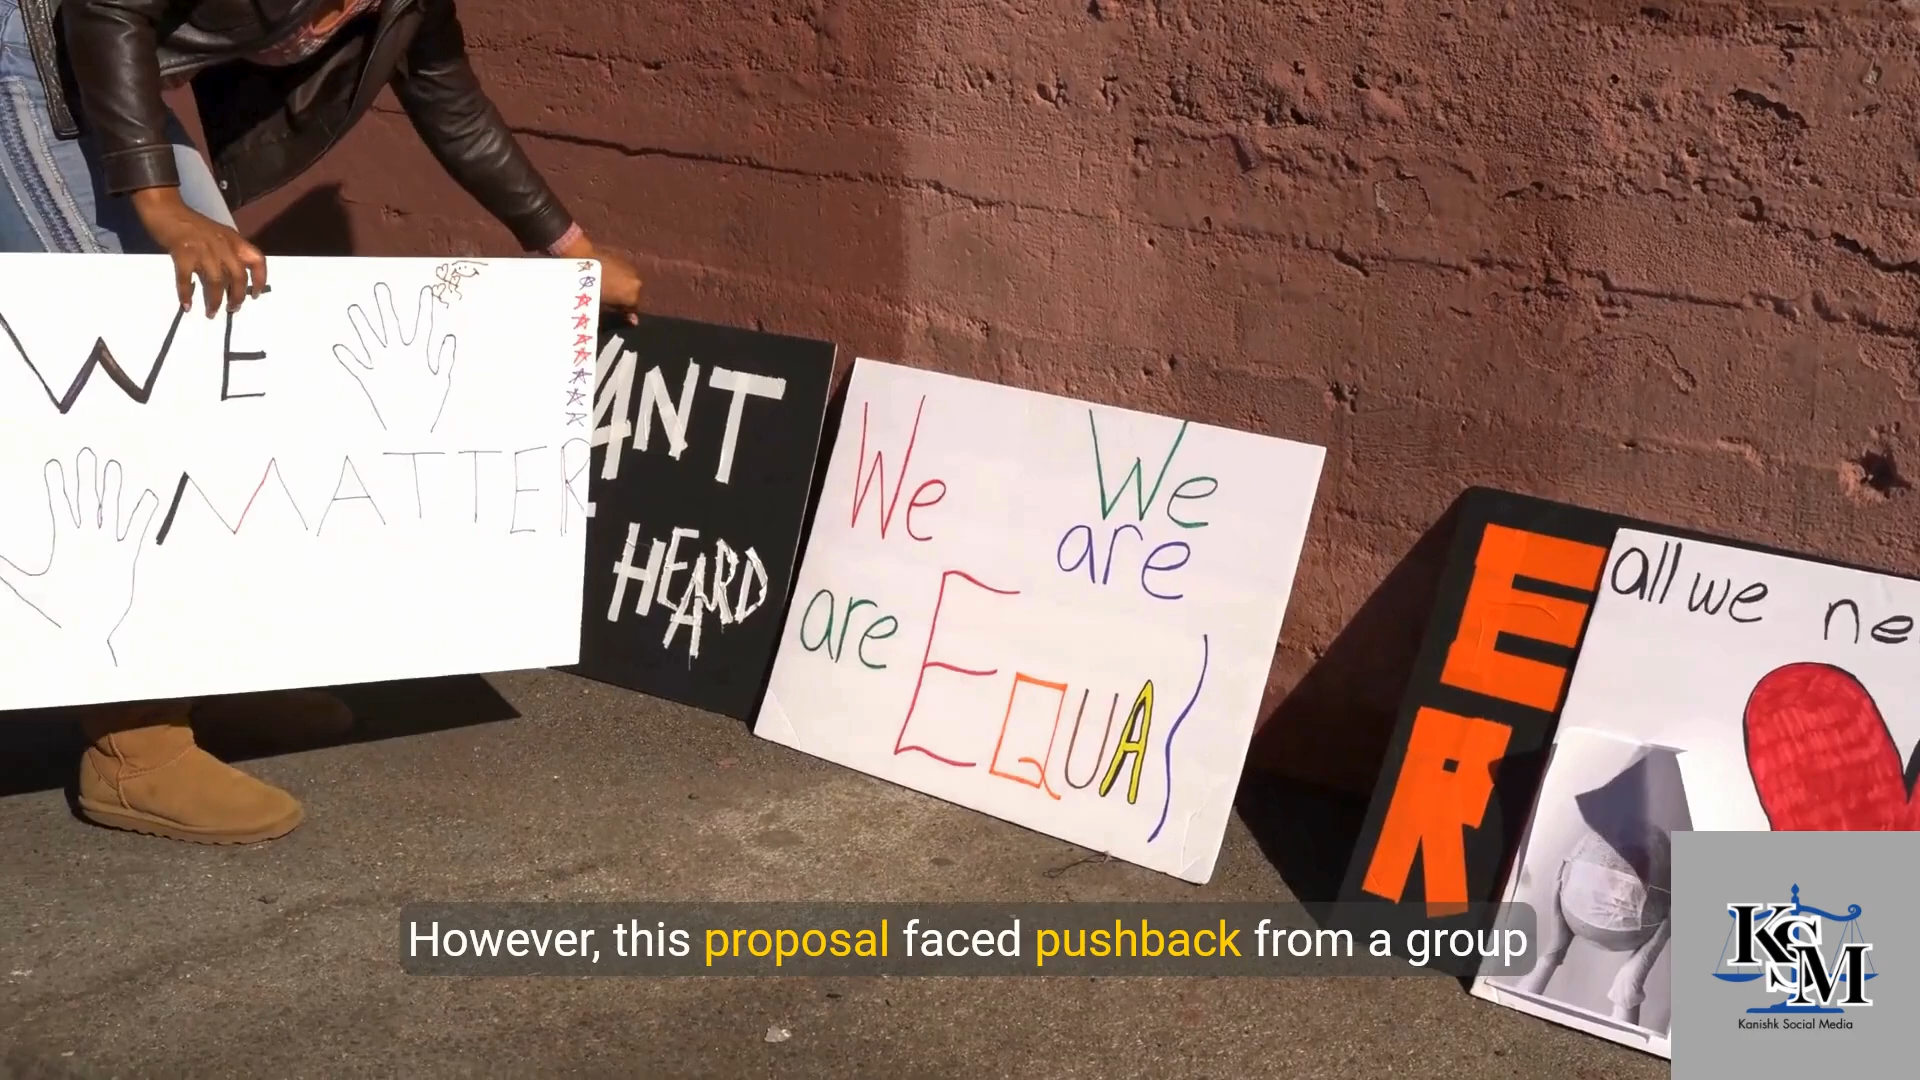 WE
MATTER
ANT
HEARD
We We
are
are EQUAl
ER
all we ne
However, this proposal faced pushback from a group
KSM
Kanishk Social Media